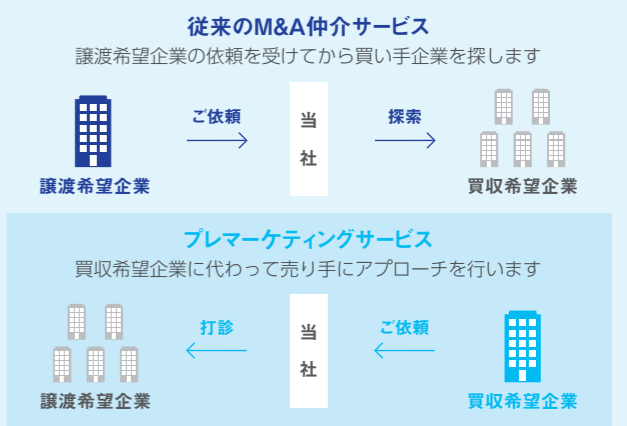 従来のM&A仲介サービス
譲渡希望企業の依頼を受けてから買い手企業を探します
ご依頼
当社
探索
譲渡希望企業
買収希望企業
プレマーケティングサービス
買収希望企業に代わって売り手にアプローチを行います
打診
当社
ご依頼
譲渡希望企業
買収希望企業